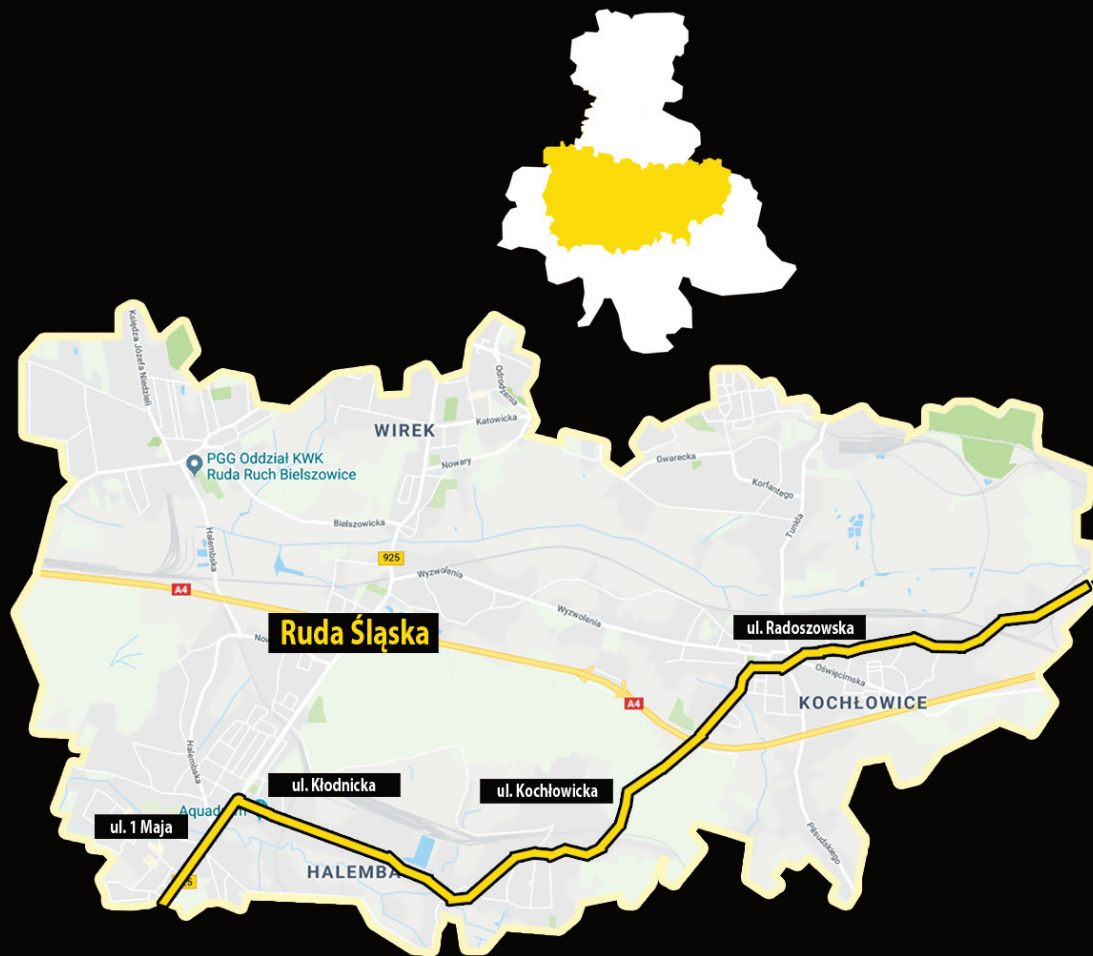 Księdza Józefa Niedzieli
Odrodzenia
WIREK
Katowicka
PGG Oddział KWK
Ruda Ruch Bielszowice
Nowary
Gwarecka
Korfantego
Bielszowicka
Halembska
Tunkla
925
Wyzwolenia
A4
Wyzwolenia
Ruda Śląska
ul. Radoszowska
Oświęcimska
A4
KOCHŁOWICE
Halembska
ul. Kłodnicka
ul. Kochłowicka
ul. 1 Maja
Piłsudskiego
HALEMBA